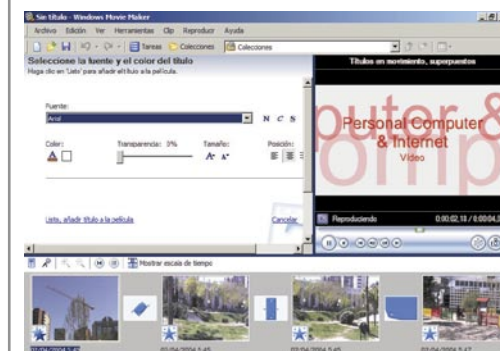 Sin título - Windows Movie Maker
Archivo Edición Ver Herramientas Clip Reproducir Ayuda
Tareas Colecciones Colecciones
Seleccione la fuente y el color del título
Haga clic en 'Listo' para añadir el título a la película.
Títulos en movimiento, superpuestos
Fuente:
Arial
N C S
Color:
Transparencia: 0%
Tamaño:
Posición:
Personal Computer
& Internet
Vídeo
Listo, añadir título a la película
Cancelar
Reproduciendo
Mostrar escala de tiempo